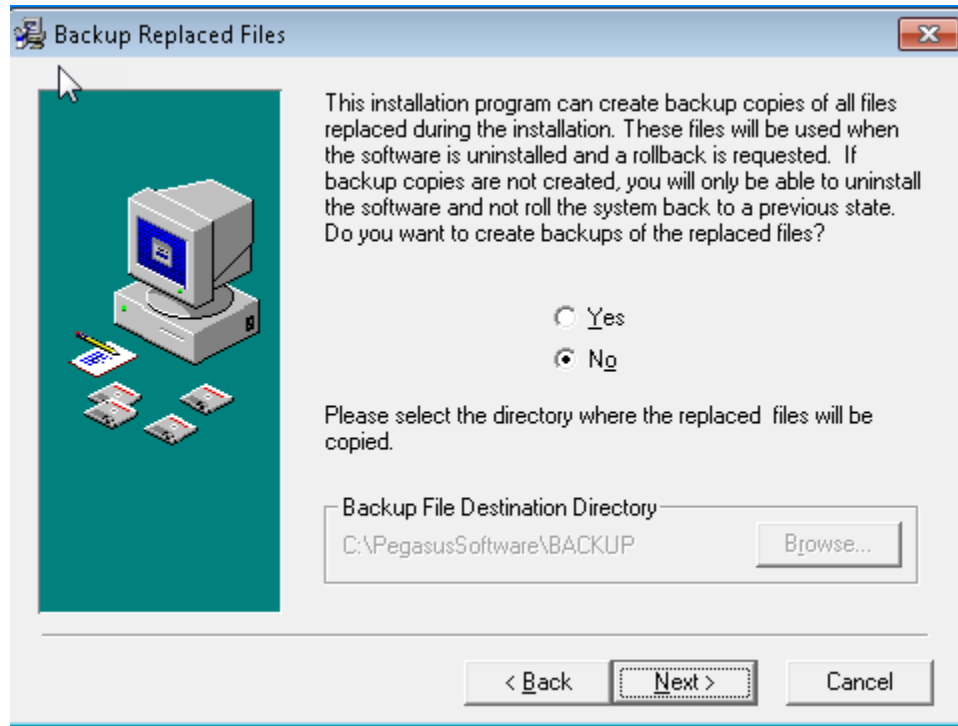 Backup Replaced Files
This installation program can create backup copies of all files
replaced during the installation. These files will be used when
the software is uninstalled and a rollback is requested.  If
backup copies are not created, you will only be able to uninstall
the software and not roll the system back to a previous state.
Do you want to create backups of the replaced files?
Yes
No
Please select the directory where the replaced  files will be
copied.
Backup File Destination Directory
C:\PegasusSoftware\BACKUP
Browse...
< Back
Next >
Cancel